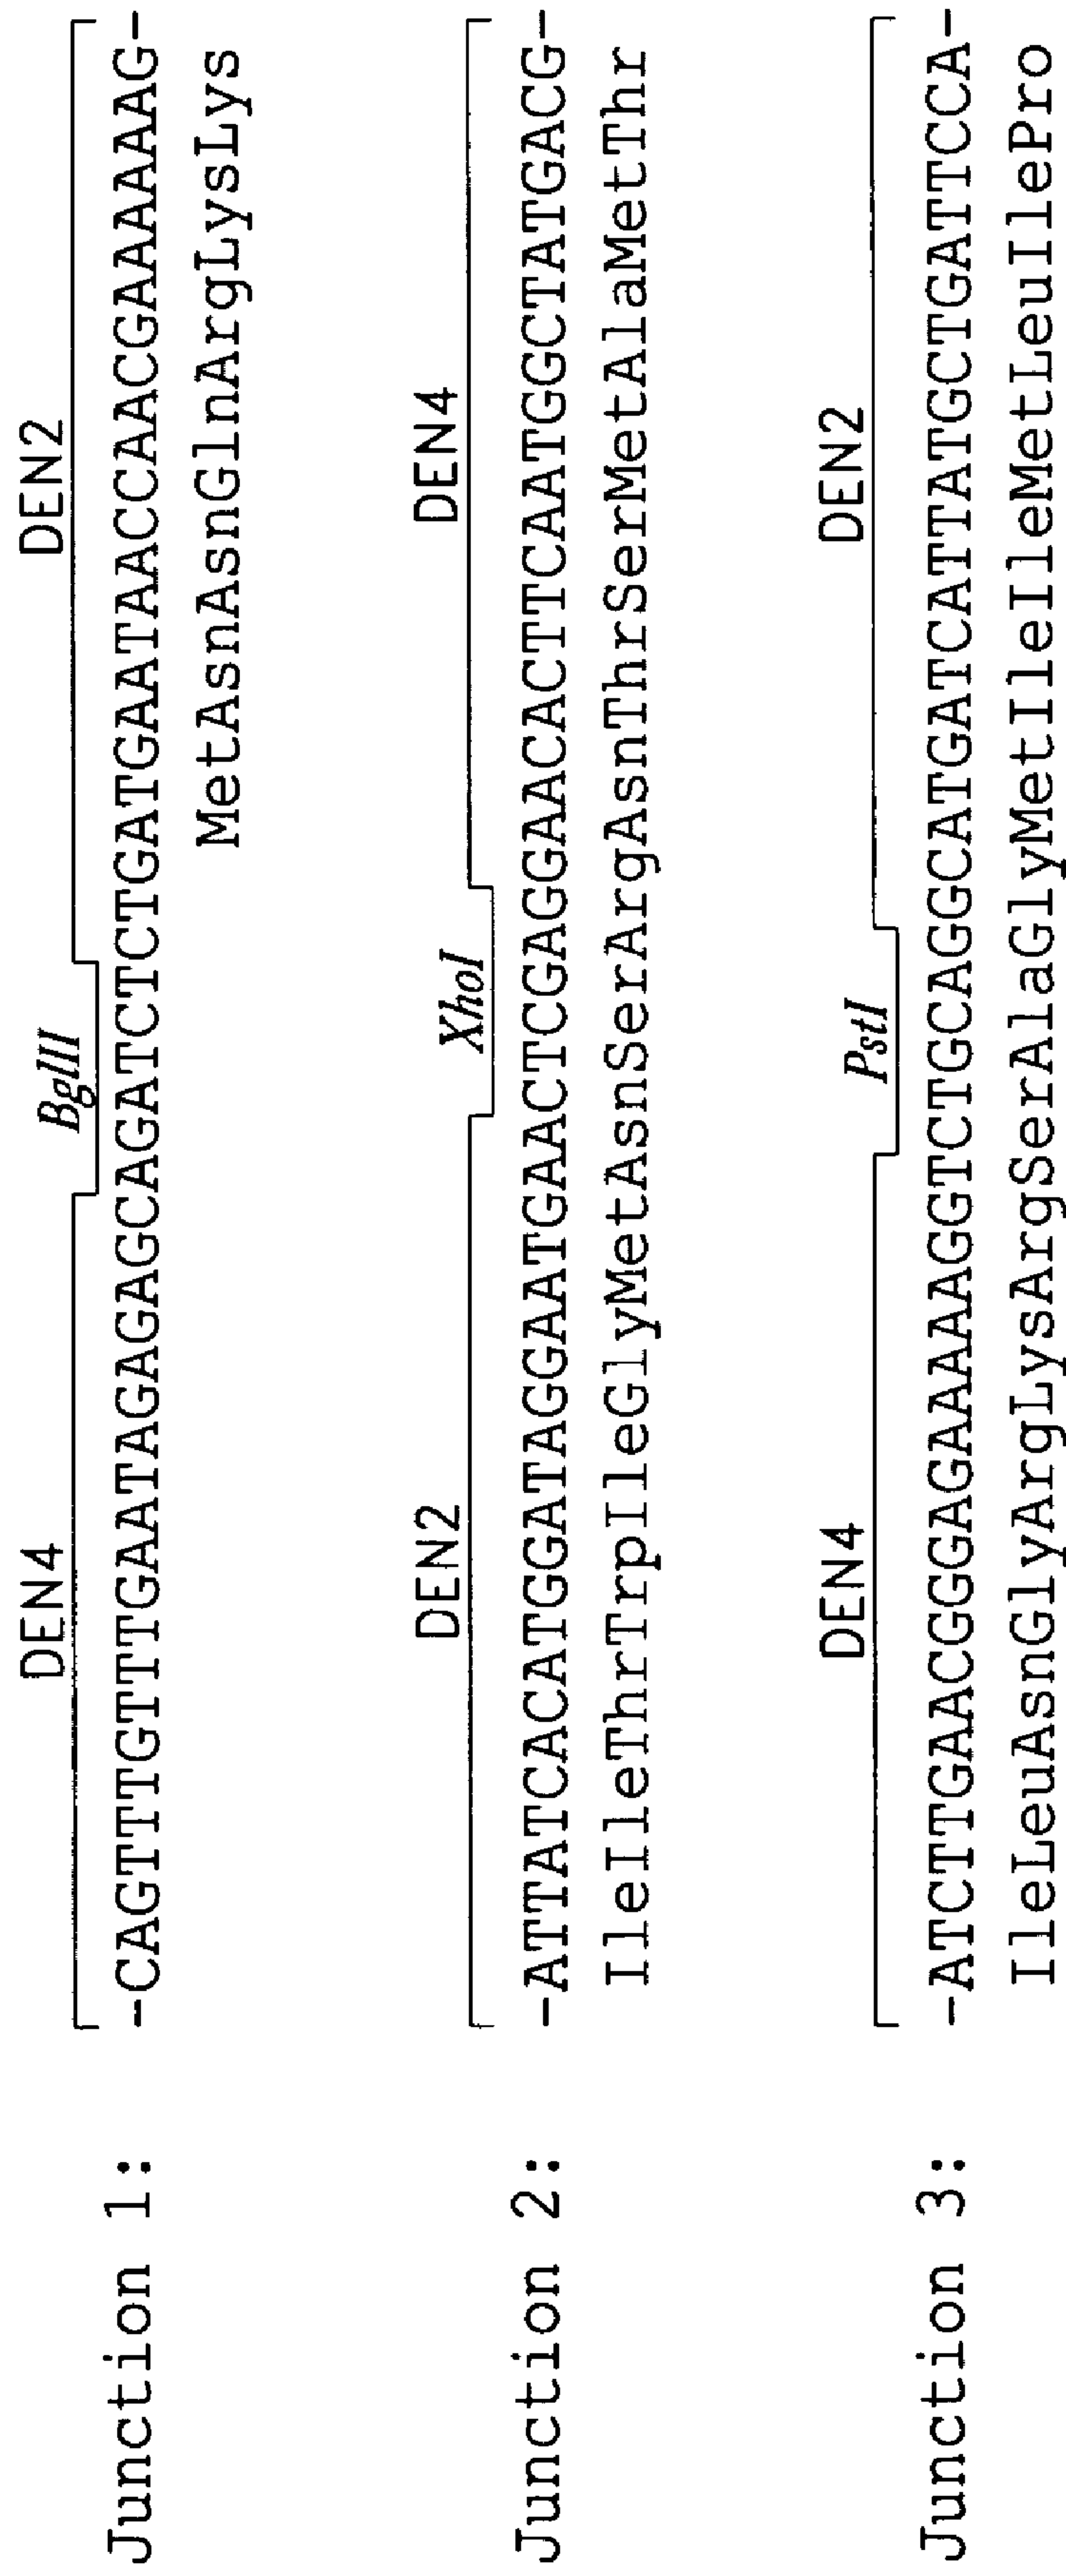 DEN4 BglII DEN2
Junction 1: -CAGTTTGTTTGAATAGAGAGCAGATCTCTGATGAATAACCAACGAAAAAAG-
MetAsnAsnGlnArgLysLys
DEN2 XhoI DEN4
Junction 2: -ATTATCACATGGATAGGAATGAACTCGAGGAACACTTCAATGGCTATGACG-
IleIleThrTrpIleGlyMetAsnSerArgAsnThrSerMetAlaMetThr
DEN4 PstI DEN2
Junction 3: -ATCTTGAACGGGAGAAAAAGGTCTGCAGGCATGATCATTATGCTGATTCCA-
IleLeuAsnGlyArgLysArgSerAlaGlyMetIleIleMetLeuIlePro